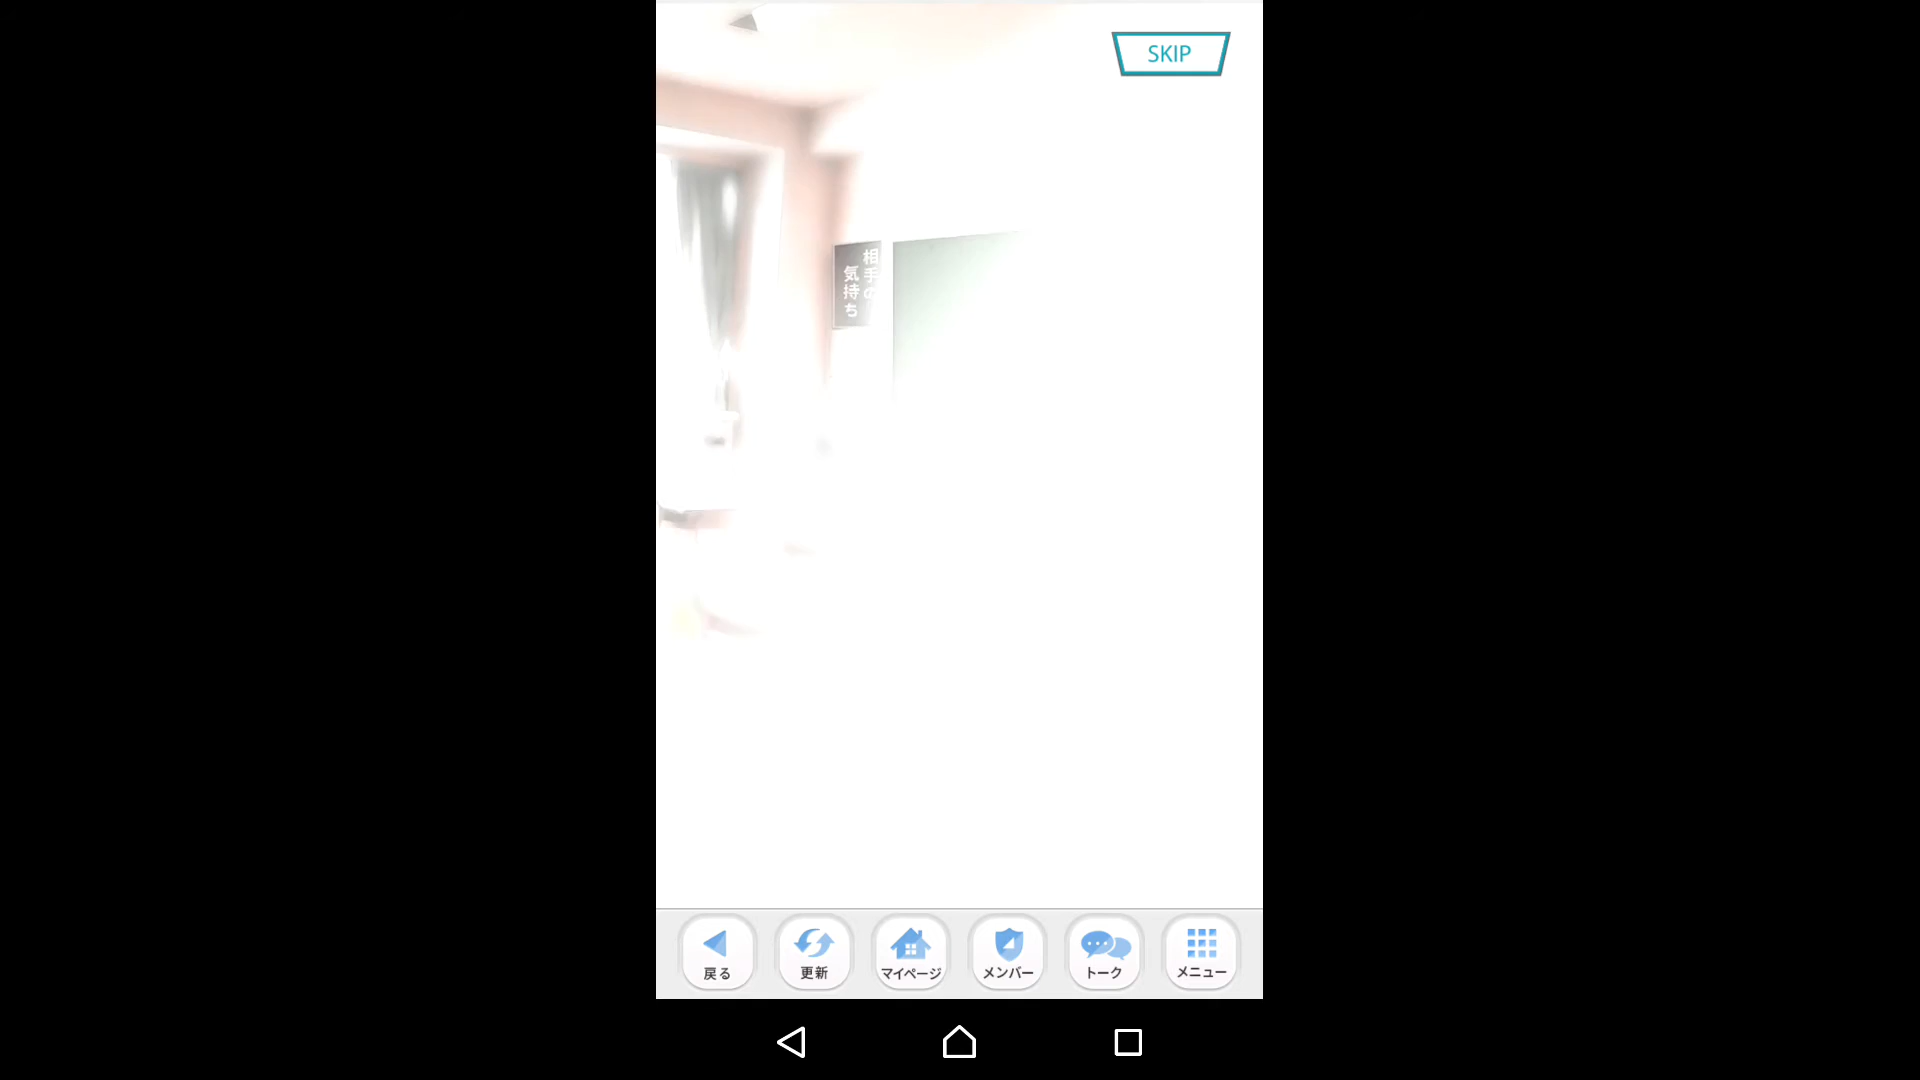 SKIP
相手の
気持ち
戻る
更新
マイページ
メンバー
トーク
メニュー